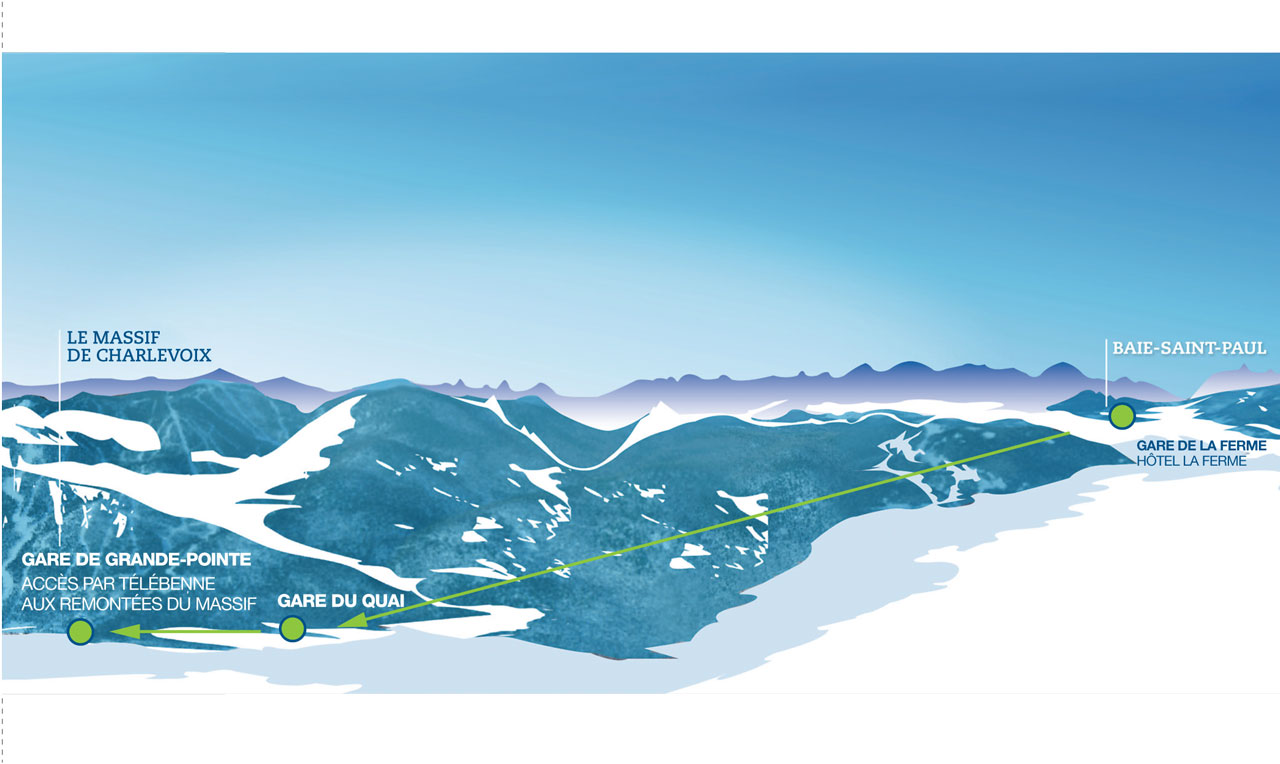 LE MASSIF
DE CHARLEVOIX
BAIE-SAINT-PAUL
GARE DE LA FERME
HÔTEL LA FERME
GARE DE GRANDE-POINTE
ACCÈS PAR TÉLÉBENNE
AUX REMONTÉES DU MASSIF
GARE DU QUAI